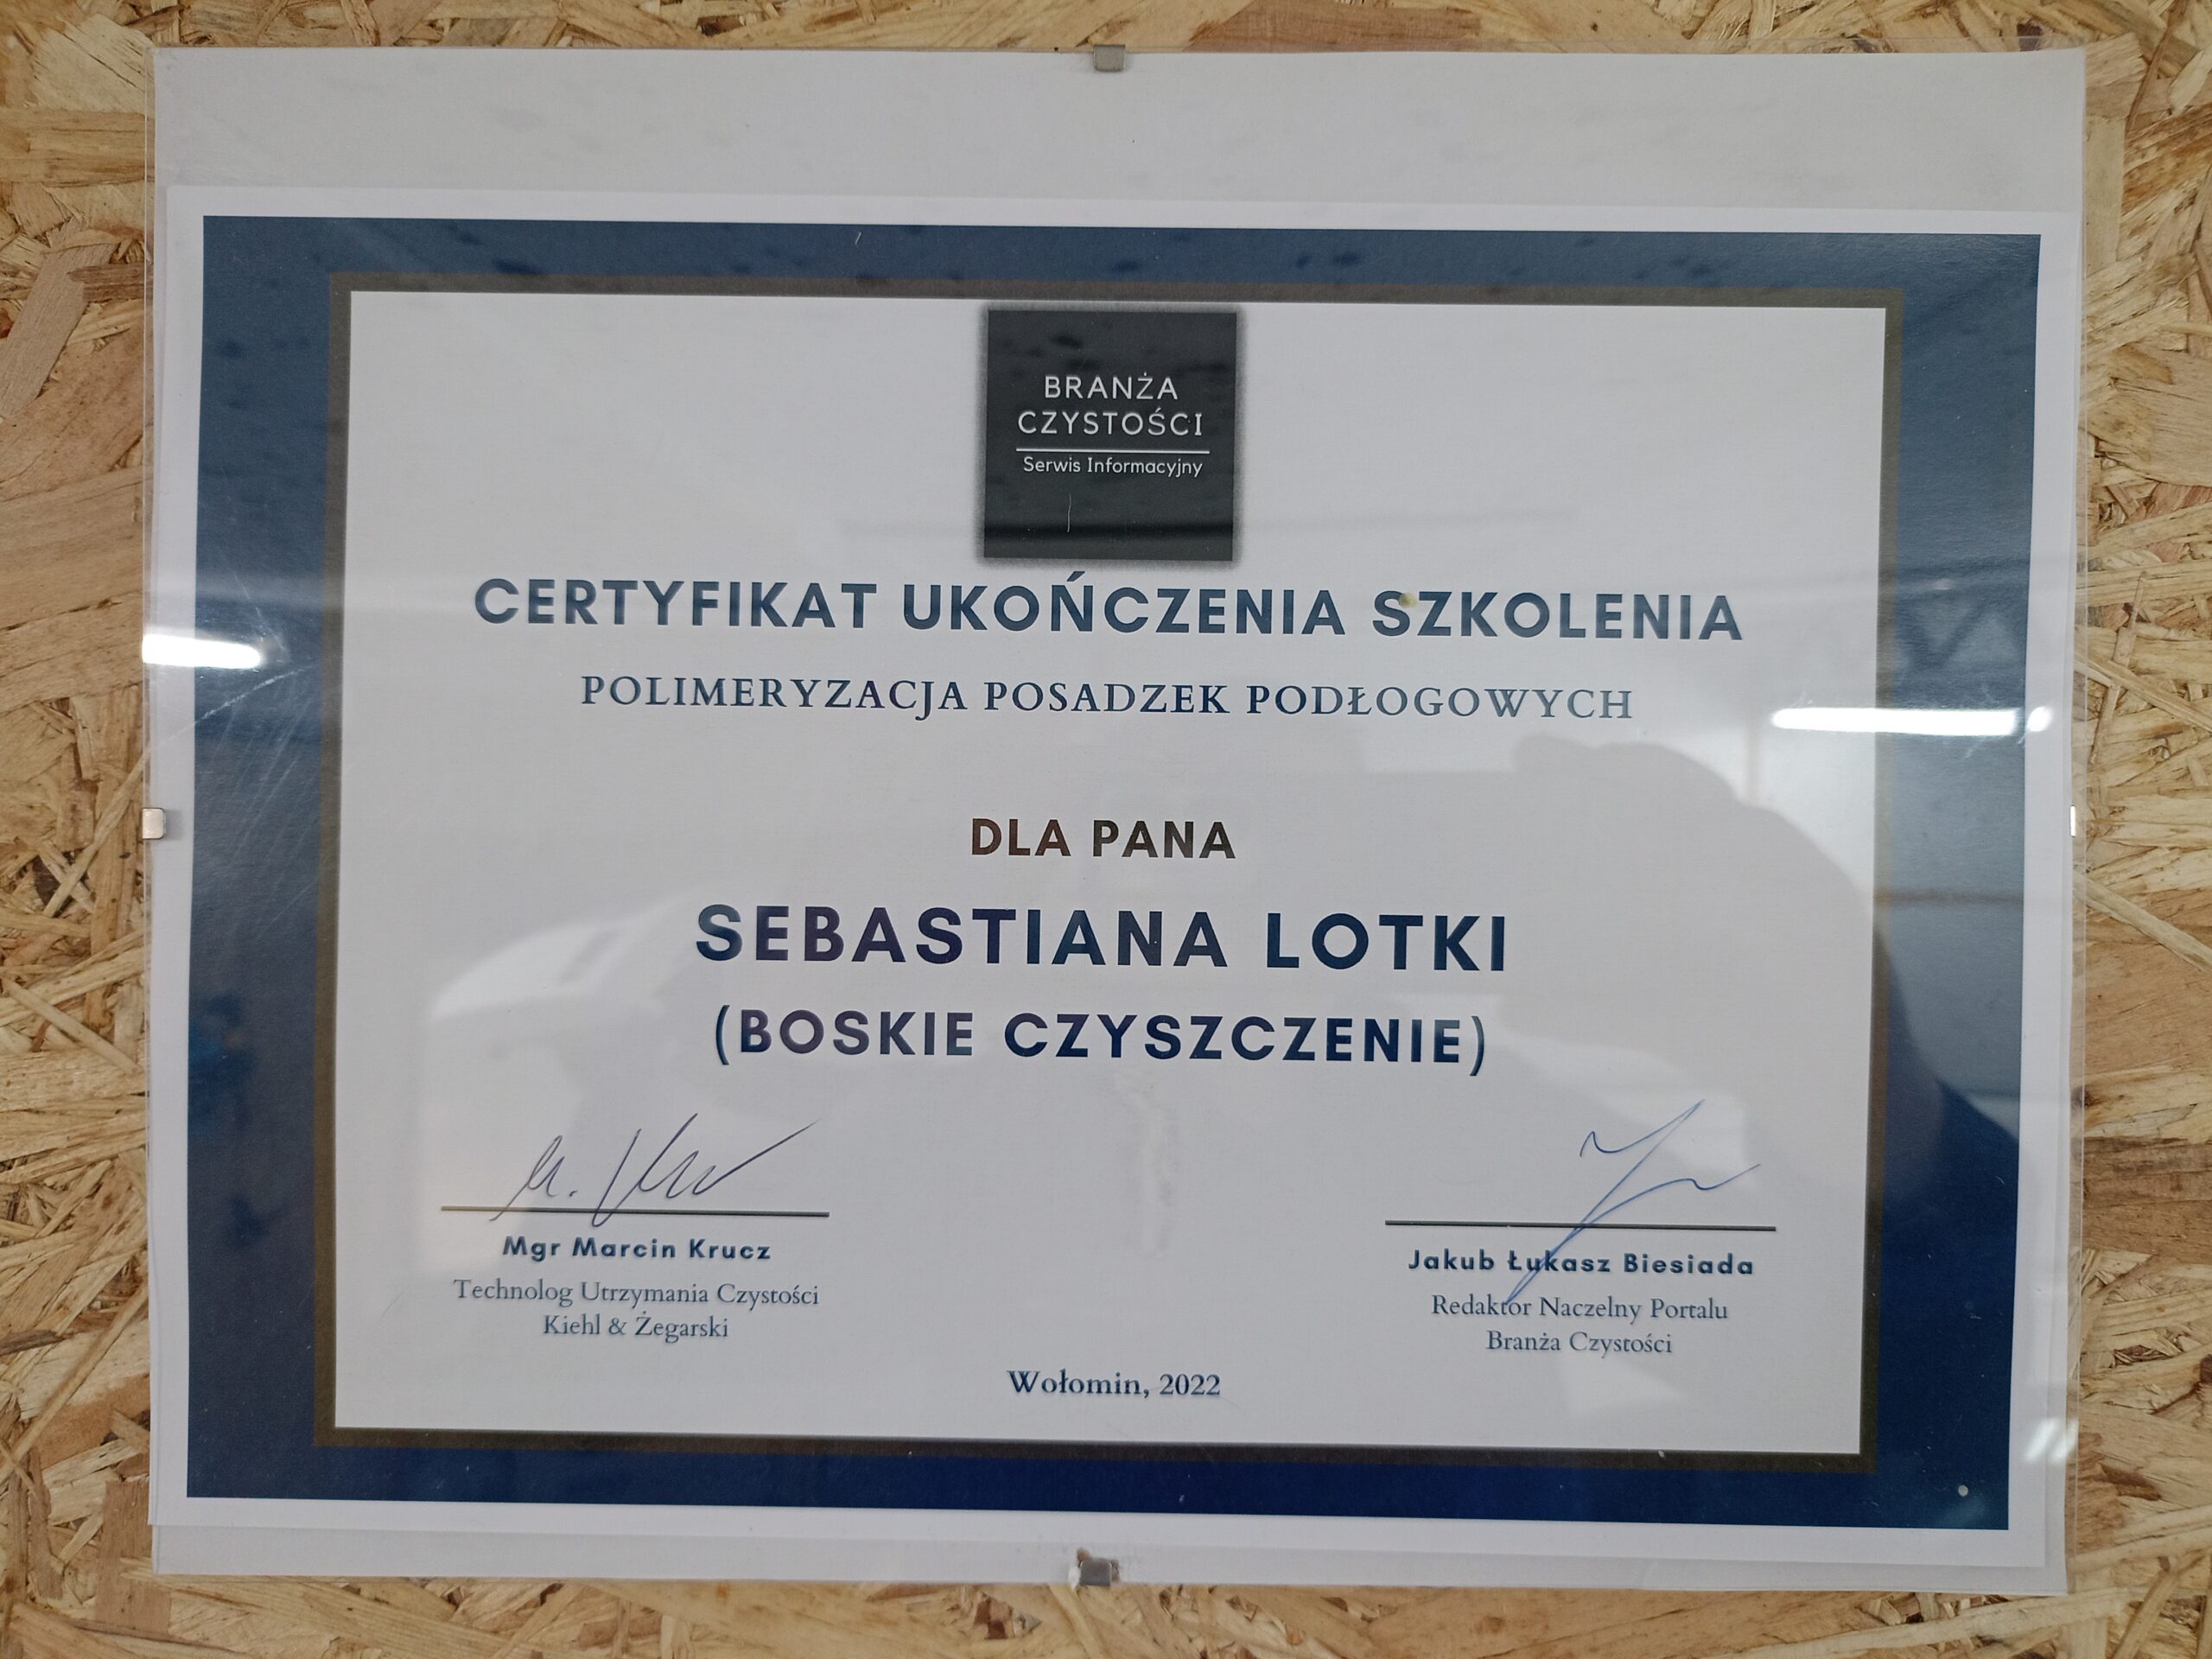 BRANŻA
CZYSTOŚCI
Serwis Informacyjny
CERTYFIKAT UKOŃCZENIA SZKOLENIA
POLIMERYZACJA POSADZEK PODŁOGOWYCH
DLA PANA
SEBASTIANA LOTKI
(BOSKIE CZYSZCZENIE)
Mgr Marcin Krucz
Technolog Utrzymania Czystości
Kiehl & Żegarski
Jakub Łukasz Biesiada
Redaktor Naczelny Portalu
Branża Czystości
Wołomin, 2022